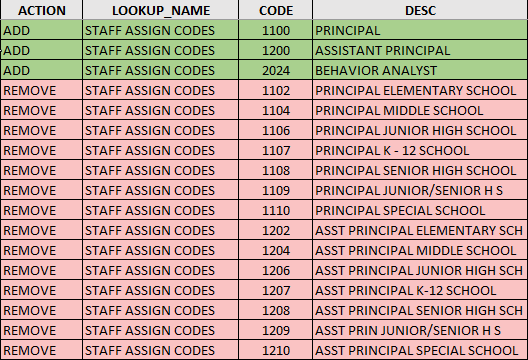 ACTION LOOKUP_NAME CODE DESC
ADD STAFF ASSIGN CODES 1100 PRINCIPAL
ADD STAFF ASSIGN CODES 1200 ASSISTANT PRINCIPAL
ADD STAFF ASSIGN CODES 2024 BEHAVIOR ANALYST
REMOVE STAFF ASSIGN CODES 1102 PRINCIPAL ELEMENTARY SCHOOL
REMOVE STAFF ASSIGN CODES 1104 PRINCIPAL MIDDLE SCHOOL
REMOVE STAFF ASSIGN CODES 1106 PRINCIPAL JUNIOR HIGH SCHOOL
REMOVE STAFF ASSIGN CODES 1107 PRINCIPAL K - 12 SCHOOL
REMOVE STAFF ASSIGN CODES 1108 PRINCIPAL SENIOR HIGH SCHOOL
REMOVE STAFF ASSIGN CODES 1109 PRINCIPAL JUNIOR/SENIOR H S
REMOVE STAFF ASSIGN CODES 1110 PRINCIPAL SPECIAL SCHOOL
REMOVE STAFF ASSIGN CODES 1202 ASST PRINCIPAL ELEMENTARY SCH
REMOVE STAFF ASSIGN CODES 1204 ASST PRINCIPAL MIDDLE SCHOOL
REMOVE STAFF ASSIGN CODES 1206 ASST PRINCIPAL JUNIOR HIGH SCH
REMOVE STAFF ASSIGN CODES 1207 ASST PRINCIPAL K-12 SCHOOL
REMOVE STAFF ASSIGN CODES 1208 ASST PRINCIPAL SENIOR HIGH SCH
REMOVE STAFF ASSIGN CODES 1209 ASST PRIN JUNIOR/SENIOR H S
REMOVE STAFF ASSIGN CODES 1210 ASST PRINCIPAL SPECIAL SCHOOL